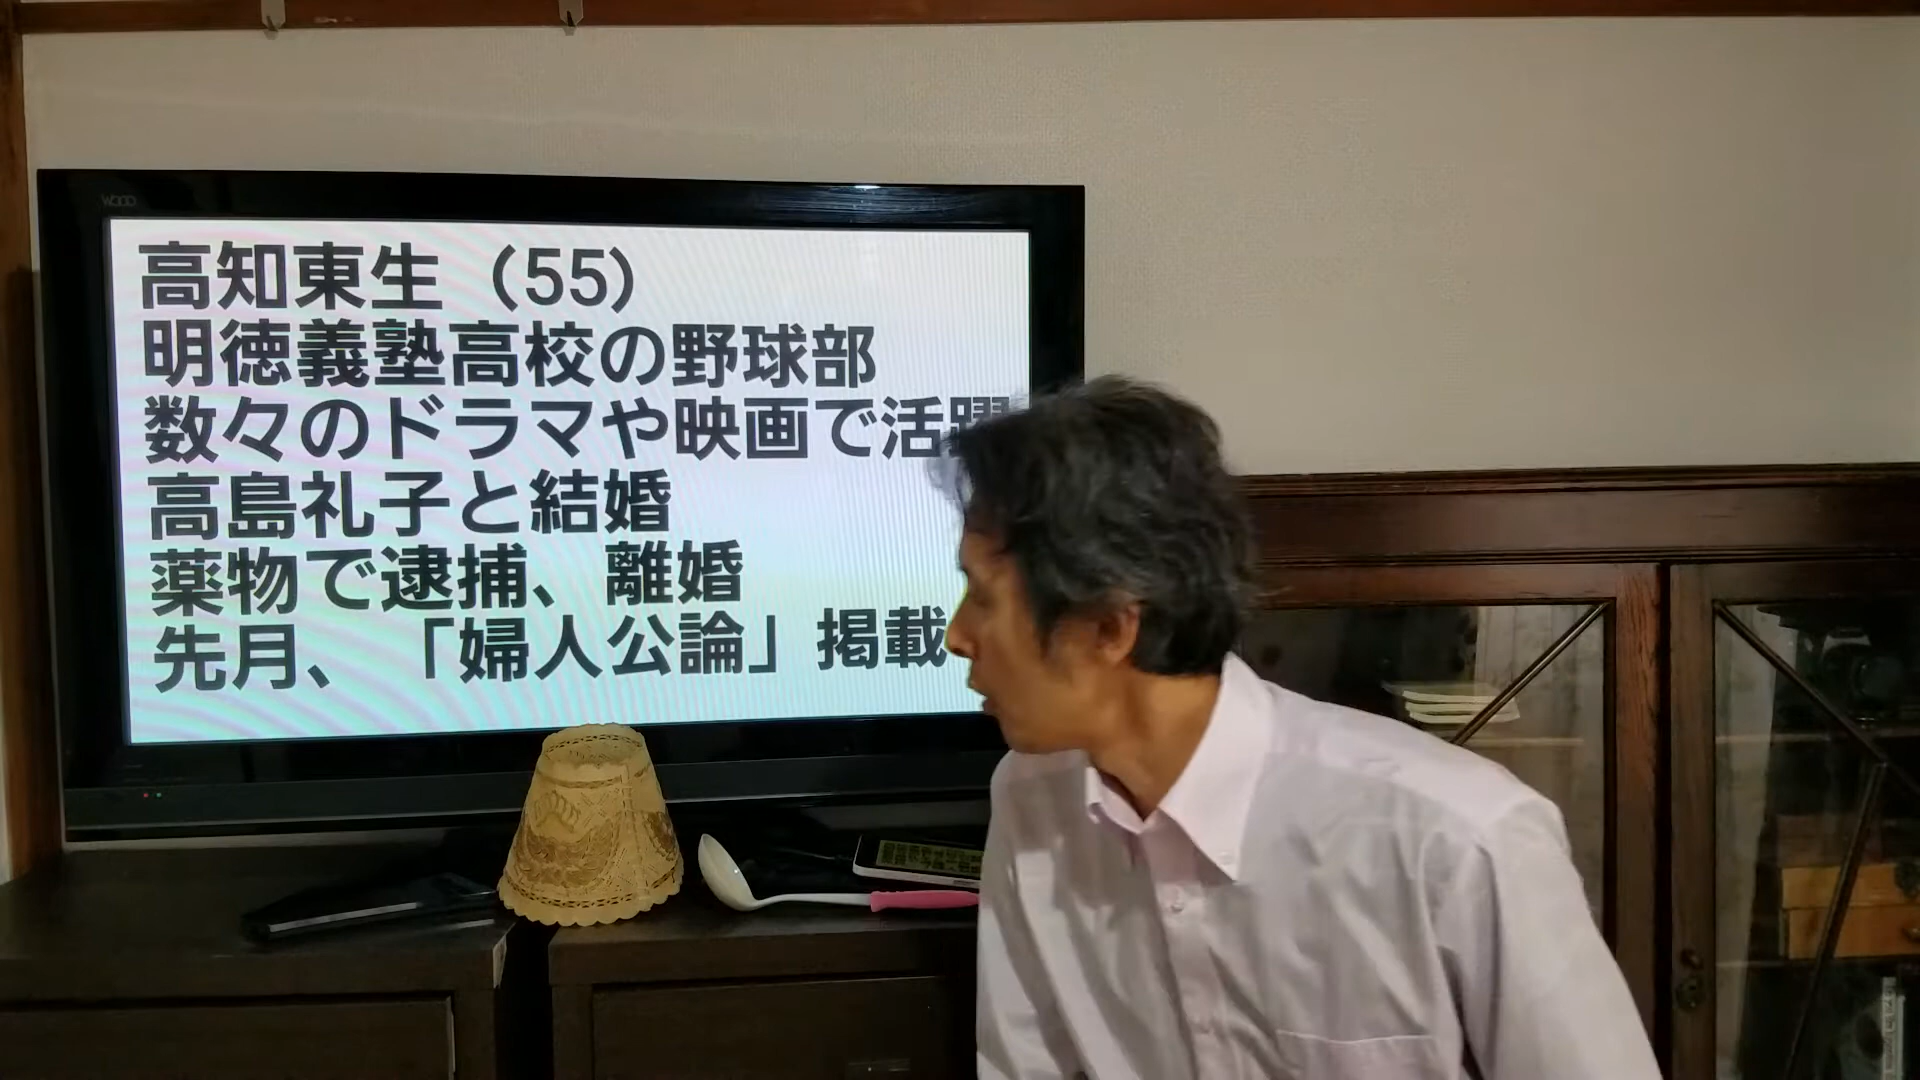 高知東生（55）
明徳義塾高校の野球部
数々のドラマや映画で活躍
高島礼子と結婚
薬物で逮捕、離婚
先月、「婦人公論」掲載
WOOO